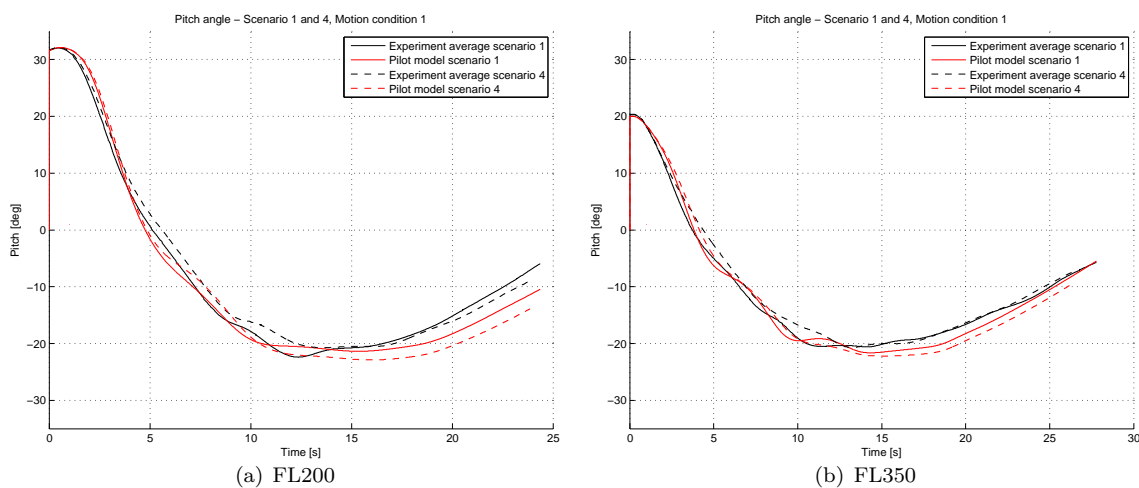 Pitch angle − Scenario 1 and 4, Motion condition 1
Experiment average scenario 1
Pilot model scenario 1
Experiment average scenario 4
Pilot model scenario 4
30
20
10
0
−10
−20
−30
Pitch [deg]
0 5 10 15 20 25
Time [s]
(a) FL200
Pitch angle − Scenario 1 and 4, Motion condition 1
Experiment average scenario 1
Pilot model scenario 1
Experiment average scenario 4
Pilot model scenario 4
30
20
10
0
−10
−20
−30
Pitch [deg]
0 5 10 15 20 25 30
Time [s]
(b) FL350